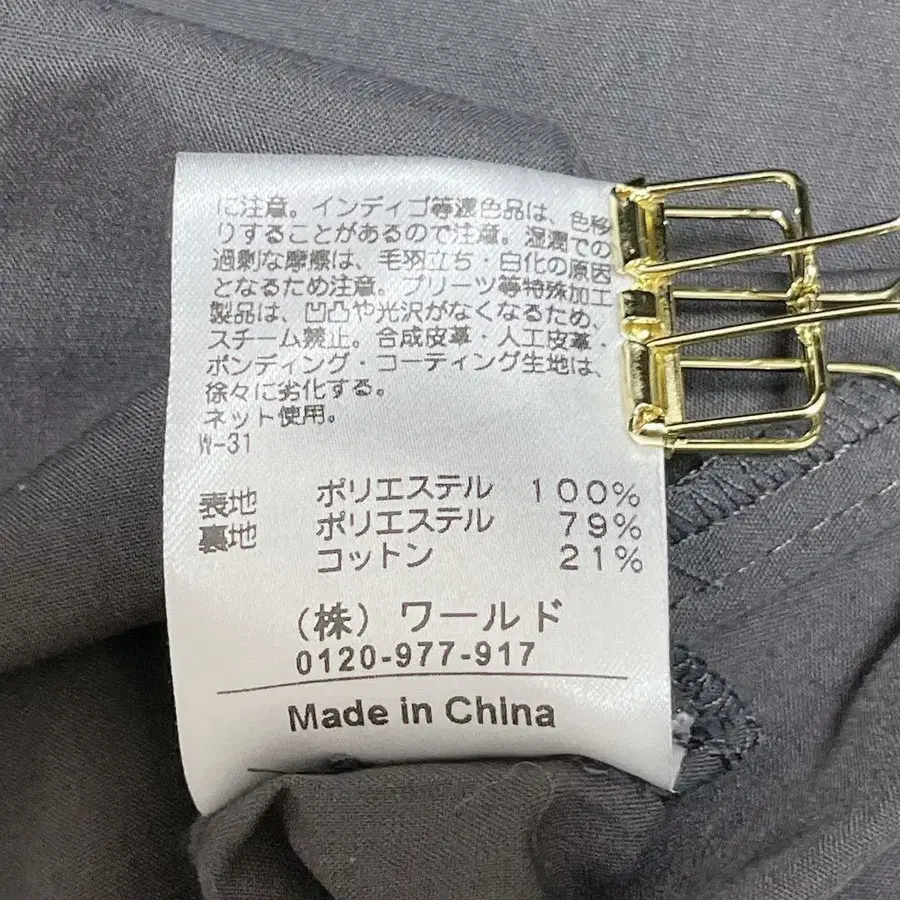 に注意。インディゴ等濃色品は、色移
りすることがあるので注意。湿潤での
過剰な摩擦は、毛羽立ち・白化の原因
となるため注意。プリーツ等特殊加工
製品は、凹凸や光沢がなくなるため、
スチーム禁止。合成皮革・人工皮革・
ボンディング・コーティング生地は、
徐々に劣化する。
ネット使用。
W-31
表地 ポリエステル 100%
裏地 ポリエステル 79%
コットン 21%
(株) ワールド
0120-977-917
Made in China